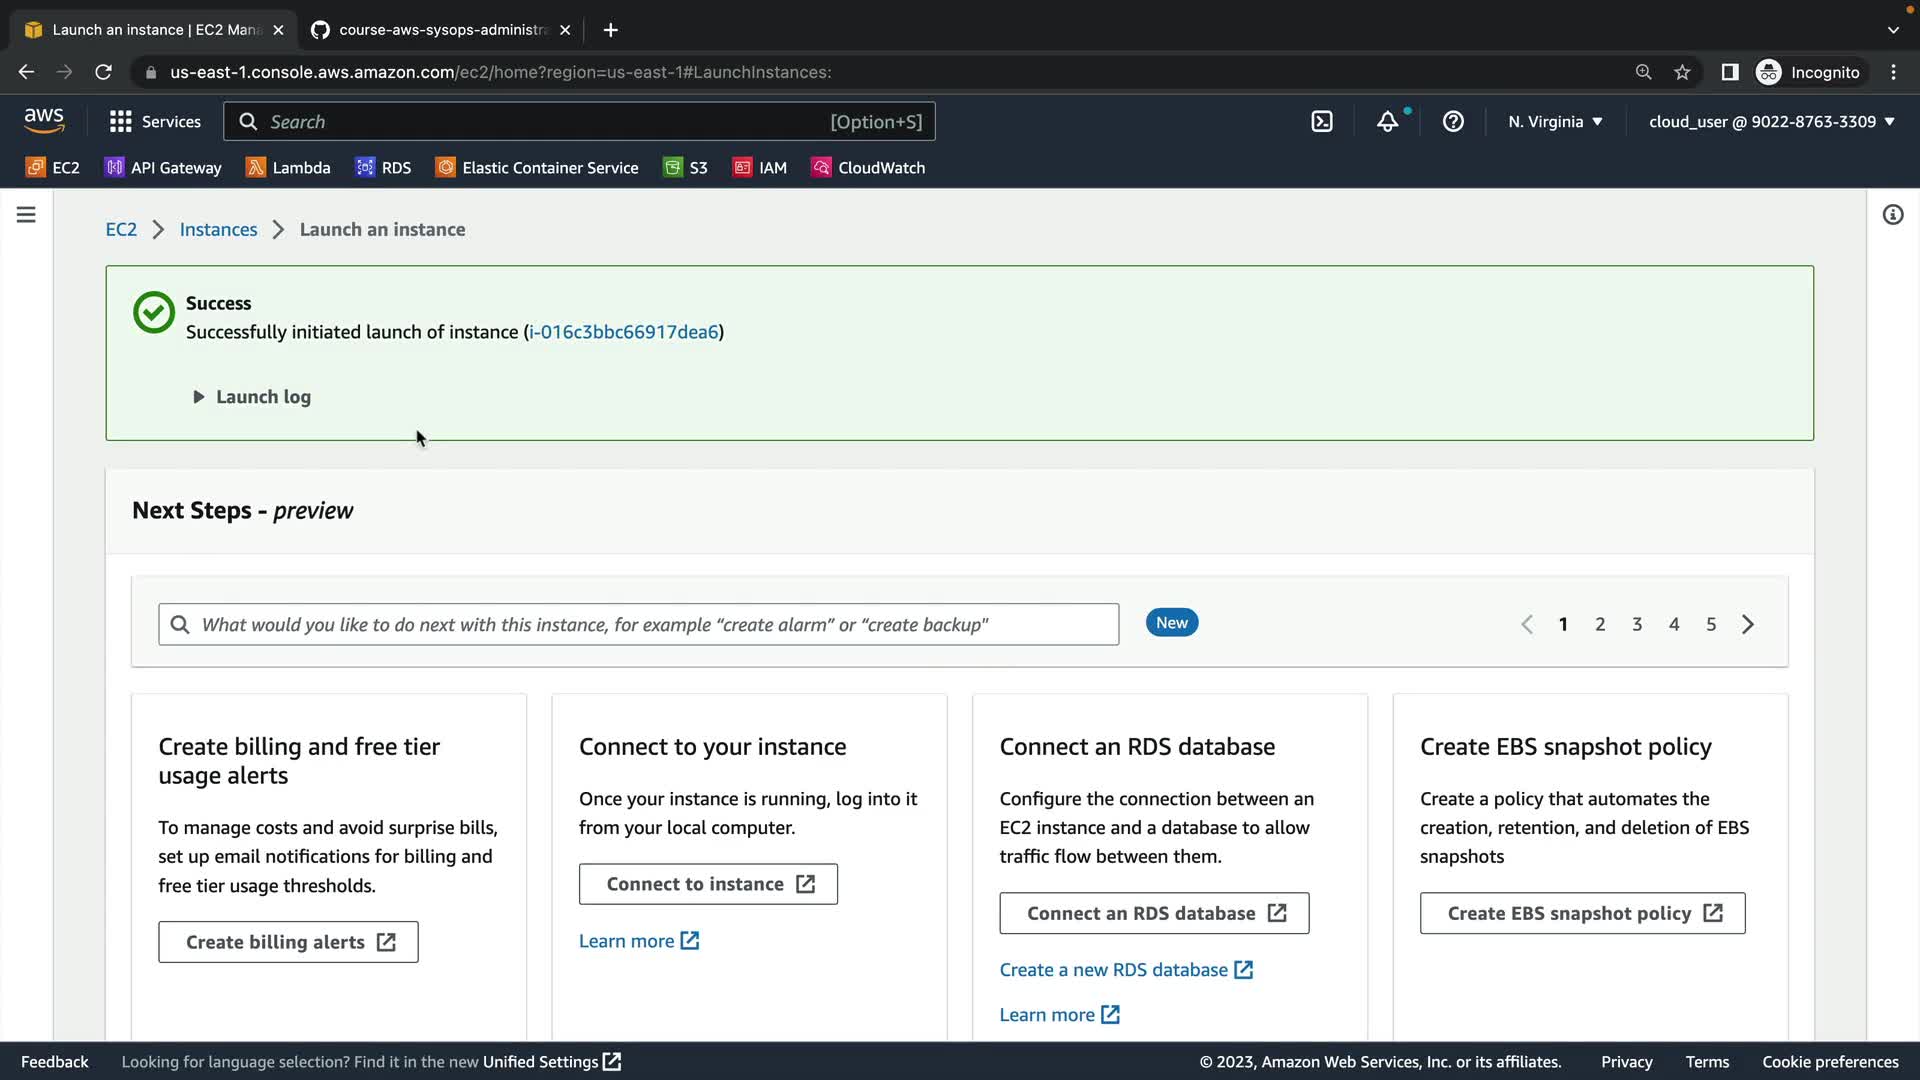 Launch an instance | EC2 Mana
course-aws-sysops-administra
us-east-1.console.aws.amazon.com/ec2/home?region=us-east-1#LaunchInstances:
Incognito
aws
Services
Search
[Option+S]
N. Virginia
cloud_user @ 9022-8763-3309
EC2
API Gateway
Lambda
RDS
Elastic Container Service
S3
IAM
CloudWatch
EC2
Instances
Launch an instance
Success
Successfully initiated launch of instance (i-016c3bbc66917dea6)
Launch log
Next Steps - preview
What would you like to do next with this instance, for example “create alarm” or “create backup"
New
1 2 3 4 5
Create billing and free tier
usage alerts
To manage costs and avoid surprise bills,
set up email notifications for billing and
free tier usage thresholds.
Create billing alerts
Connect to your instance
Once your instance is running, log into it
from your local computer.
Connect to instance
Learn more
Connect an RDS database
Configure the connection between an
EC2 instance and a database to allow
traffic flow between them.
Connect an RDS database
Create a new RDS database
Learn more
Create EBS snapshot policy
Create a policy that automates the
creation, retention, and deletion of EBS
snapshots
Create EBS snapshot policy
Feedback
Looking for language selection? Find it in the new Unified Settings
© 2023, Amazon Web Services, Inc. or its affiliates.
Privacy
Terms
Cookie preferences